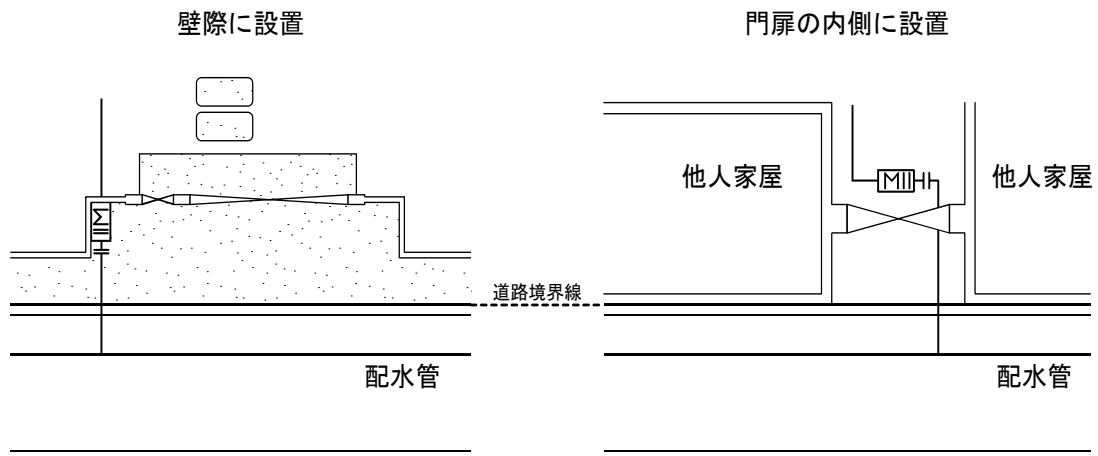 壁際に設置
門扉の内側に設置
他人家屋
他人家屋
M
M
道路境界線
配水管
配水管